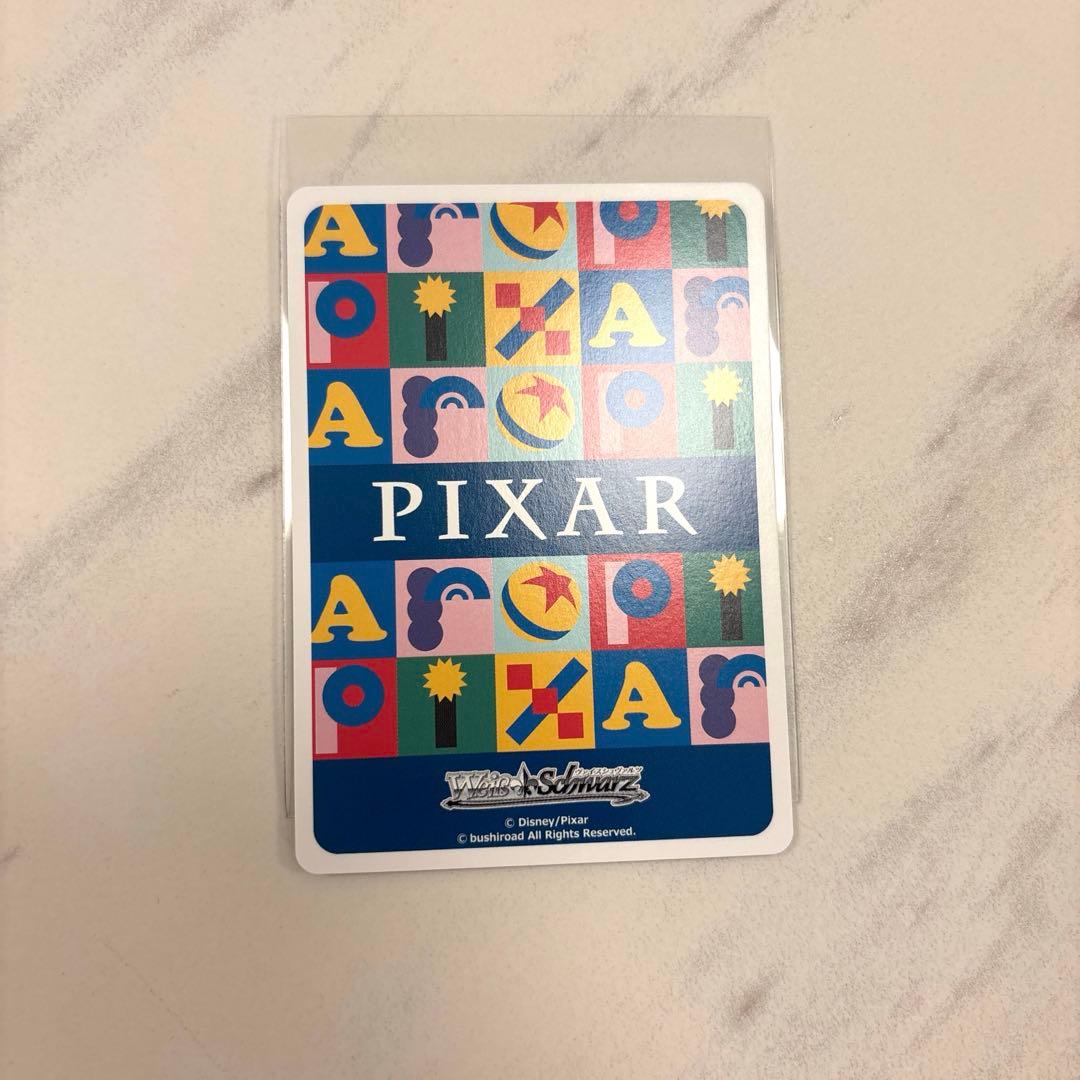 A r P i
P i X A r
A r P i
PIXAR
A r P i
P i X A r
ヴァイスシュヴァルツ
Weiß Schwarz
© Disney/Pixar
© bushiroad All Rights Reserved.